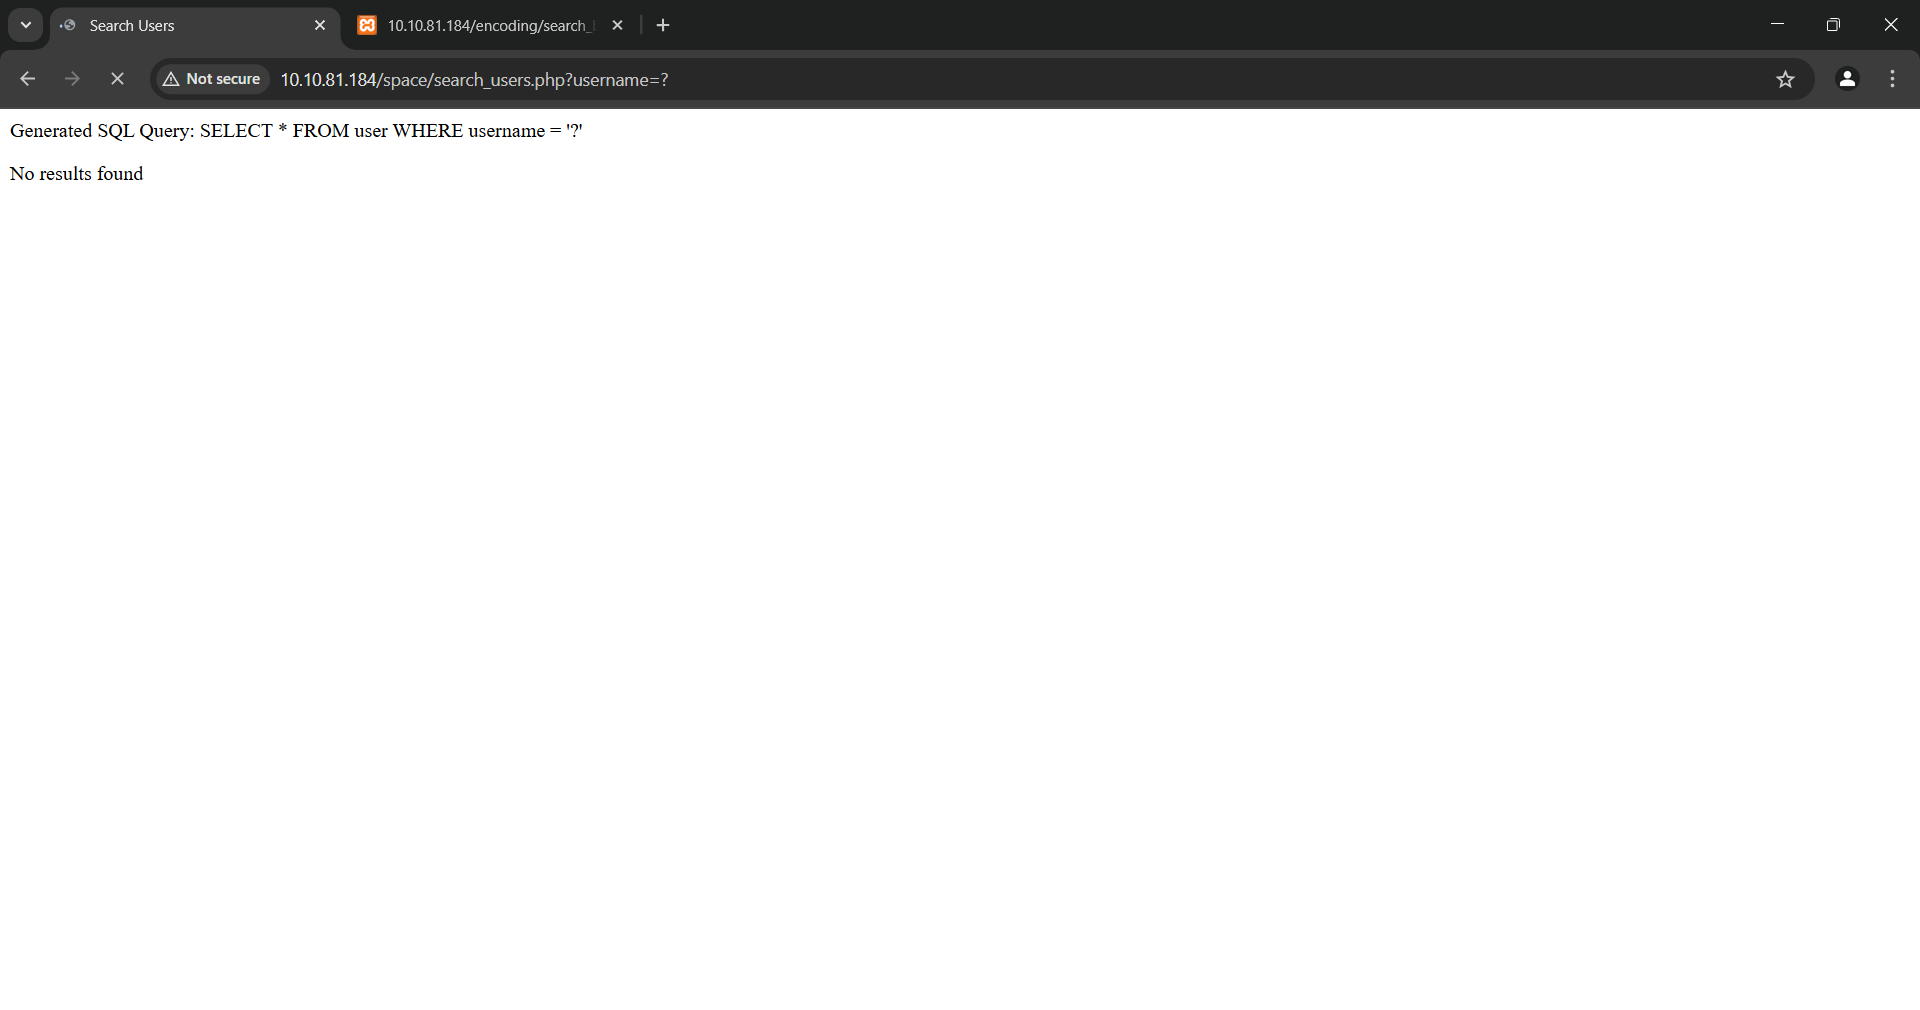 Search Users
10.10.81.184/encoding/search_
Not secure
10.10.81.184/space/search_users.php?username=?
Generated SQL Query: SELECT * FROM user WHERE username = '?'
No results found